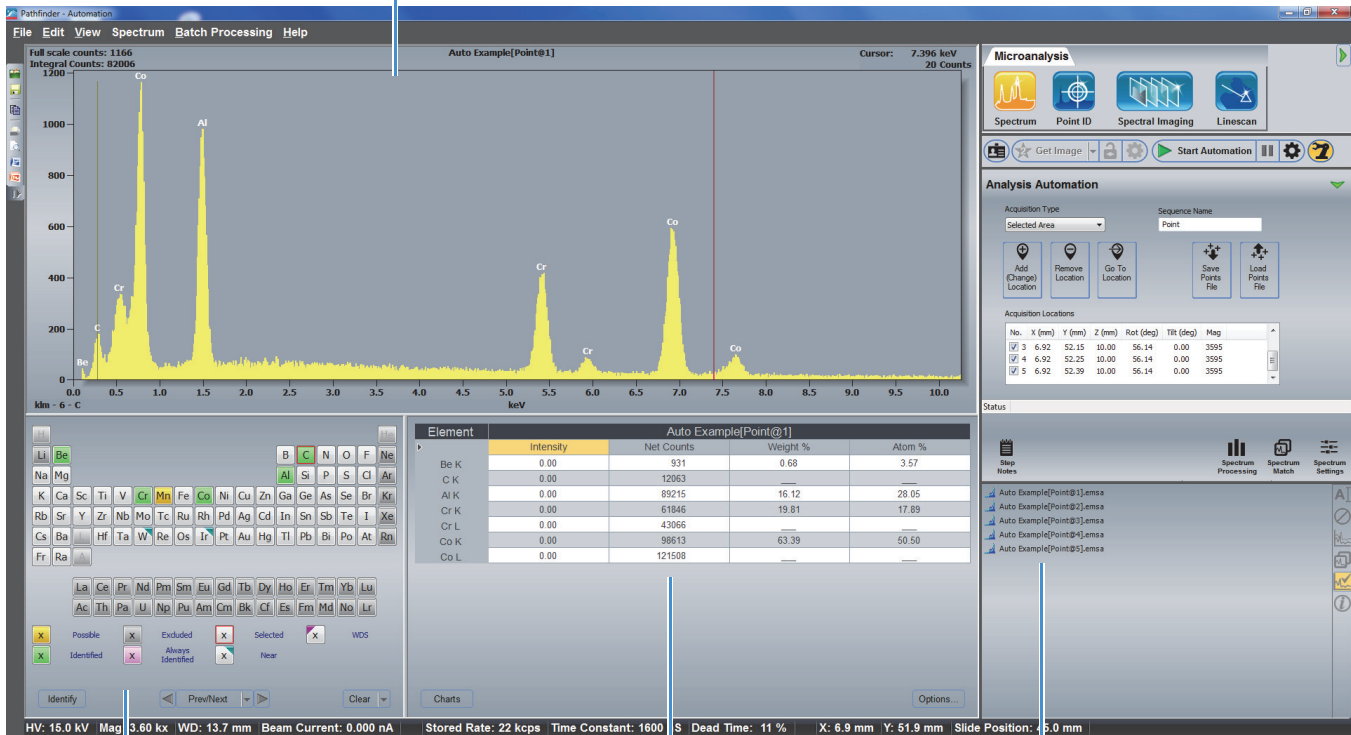 Pathfinder - Automation
File Edit View Spectrum Batch Processing Help
Full scale counts: 1166
Auto Example[Point@1]
Cursor: 7.396 keV
Integral Counts: 82006
20 Counts
1200
1000
800
600
400
200
0
Be
C
Cr
Co
Al
Cr
Cr
Co
Co
0.0 0.5 1.0 1.5 2.0 2.5 3.0 3.5 4.0 4.5 5.0 5.5 6.0 6.5 7.0 7.5 8.0 8.5 9.0 9.5 10.0
klm - 6 - C
keV
Microanalysis
Spectrum Point ID Spectral Imaging Linescan
Get Image Start Automation
Analysis Automation
Acquisition Type
Sequence Name
Selected Area
Point
Add (Change) Location
Remove Location
Go To Location
Save Points File
Load Points File
Acquisition Locations
No. X (mm) Y (mm) Z (mm) Rot (deg) Tilt (deg) Mag
3 6.92 52.15 10.00 56.14 0.00 3595
4 6.92 52.25 10.00 56.14 0.00 3595
5 6.92 52.39 10.00 56.14 0.00 3595
Status
Step Notes
Spectrum Processing
Spectrum Match
Spectrum Settings
Auto Example[Point@1].emsa
Auto Example[Point@2].emsa
Auto Example[Point@3].emsa
Auto Example[Point@4].emsa
Auto Example[Point@5].emsa
H He
Li Be B C N O F Ne
Na Mg Al Si P S Cl Ar
K Ca Sc Ti V Cr Mn Fe Co Ni Cu Zn Ga Ge As Se Br Kr
Rb Sr Y Zr Nb Mo Tc Ru Rh Pd Ag Cd In Sn Sb Te I Xe
Cs Ba L Hf Ta W Re Os Ir Pt Au Hg Tl Pb Bi Po At Rn
Fr Ra A
La Ce Pr Nd Pm Sm Eu Gd Tb Dy Ho Er Tm Yb Lu
Ac Th Pa U Np Pu Am Cm Bk Cf Es Fm Md No Lr
X Possible X Excluded X Selected X WDS
X Identified X Always Identified X Near
Identify Prev/Next Clear
Element Auto Example[Point@1]
Intensity Net Counts Weight % Atom %
Be K 0.00 931 0.68 3.57
C K 0.00 12063 ___ ___
Al K 0.00 89215 16.12 28.05
Cr K 0.00 61846 19.81 17.89
Cr L 0.00 43066 ___ ___
Co K 0.00 98613 63.39 50.50
Co L 0.00 121508 ___ ___
Charts Options...
HV: 15.0 kV Mag: 3.60 kx WD: 13.7 mm Beam Current: 0.000 nA Stored Rate: 22 kcps Time Constant: 1600 S Dead Time: 11 % X: 6.9 mm Y: 51.9 mm Slide Position: 45.0 mm